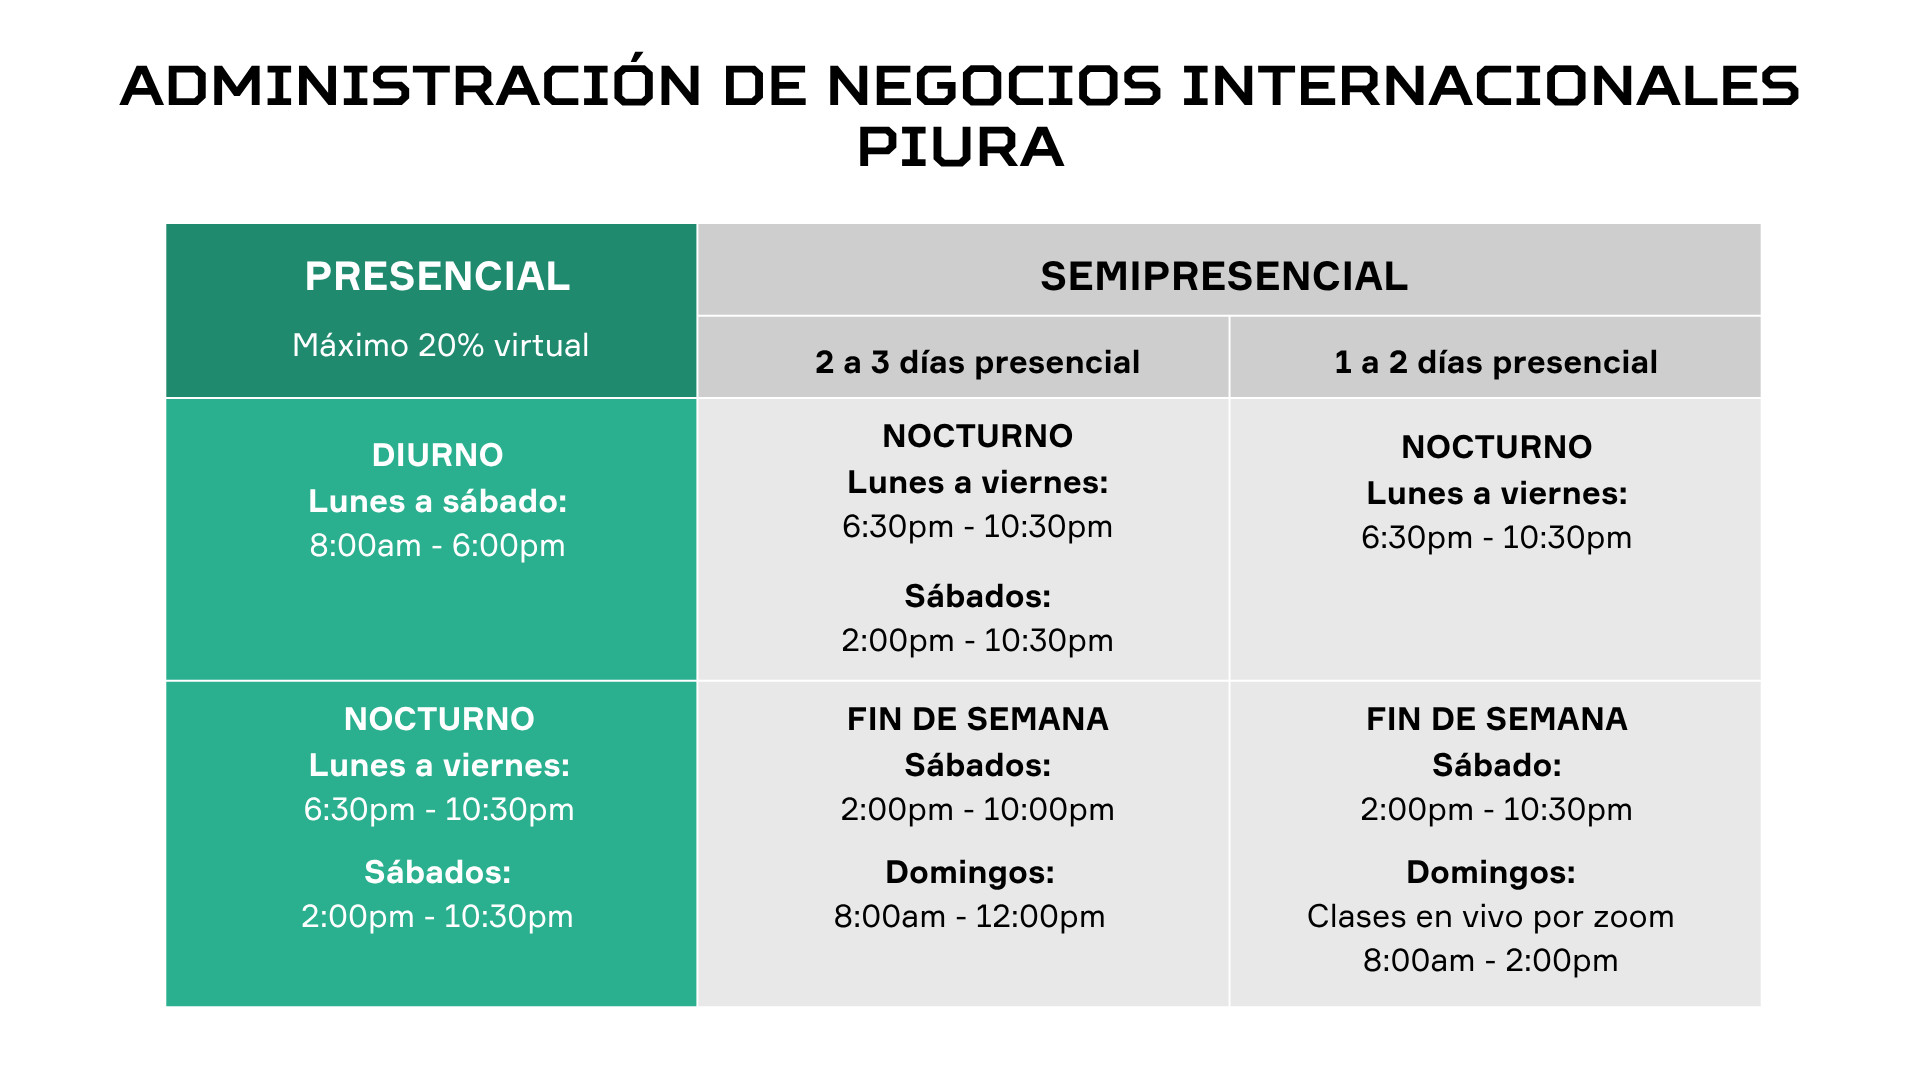 ADMINISTRACIÓN DE NEGOCIOS INTERNACIONALES
PIURA
PRESENCIAL
Máximo 20% virtual
SEMIPRESENCIAL
2 a 3 días presencial
1 a 2 días presencial
DIURNO
Lunes a sábado:
8:00am - 6:00pm
NOCTURNO
Lunes a viernes:
6:30pm - 10:30pm
Sábados:
2:00pm - 10:30pm
NOCTURNO
Lunes a viernes:
6:30pm - 10:30pm
NOCTURNO
Lunes a viernes:
6:30pm - 10:30pm
Sábados:
2:00pm - 10:30pm
FIN DE SEMANA
Sábados:
2:00pm - 10:00pm
Domingos:
8:00am - 12:00pm
FIN DE SEMANA
Sábado:
2:00pm - 10:30pm
Domingos:
Clases en vivo por zoom
8:00am - 2:00pm